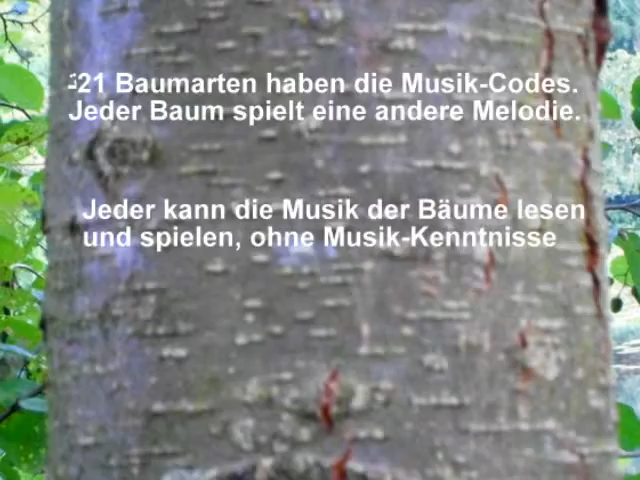 Baumarten haben die Musik-Codes.
Jeder Baum spielt eine andere Melodie.
Jeder kann die Musik der Bäume lesen
und spielen, ohne Musik-Kenntnisse